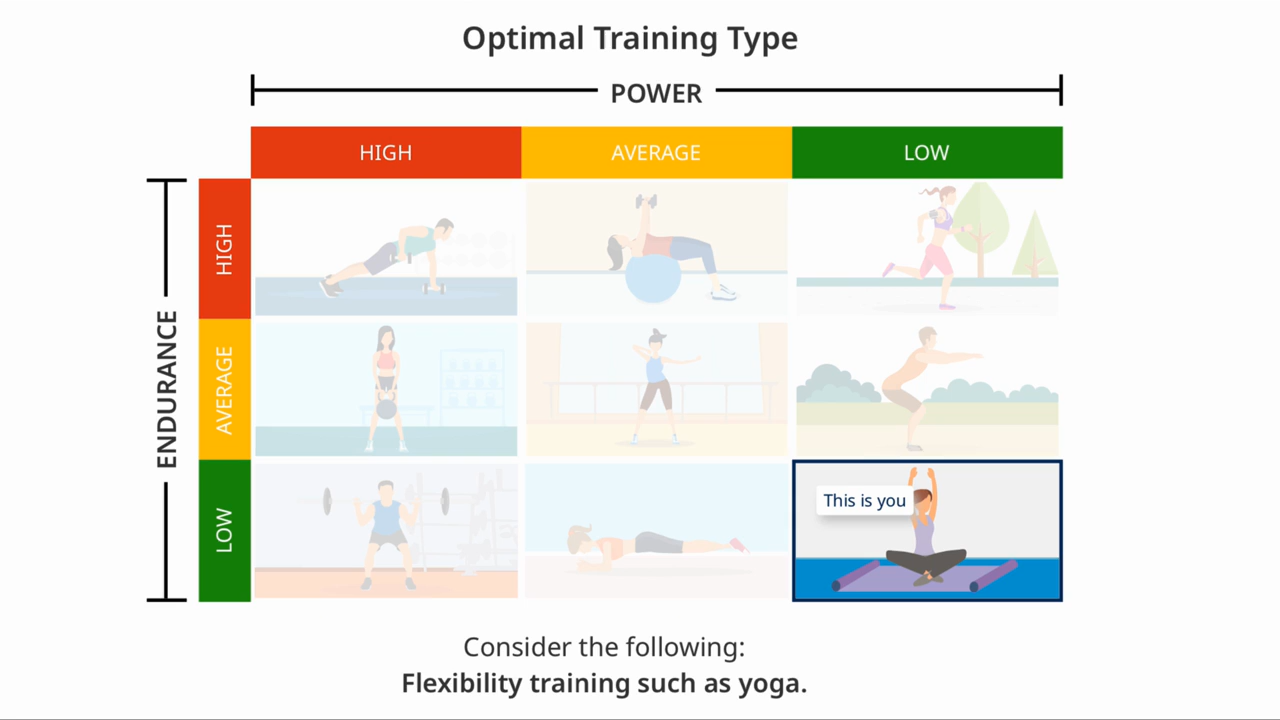 Optimal Training Type
POWER
HIGH
AVERAGE
LOW
ENDURANCE
HIGH
AVERAGE
LOW
This is you
Consider the following:
Flexibility training such as yoga.